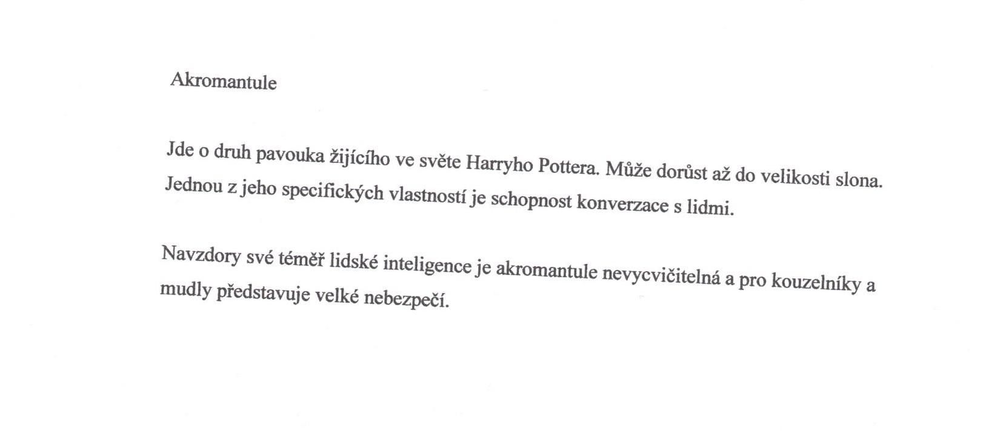 Akromantule
Jde o druh pavouka žijícího ve světe Harryho Pottera. Může dorůst až do velikosti slona.
Jednou z jeho specifických vlastností je schopnost konverzace s lidmi.
Navzdory své téměř lidské inteligence je akromantule nevycvičitelná a pro kouzelníky a
mudly představuje velké nebezpečí.